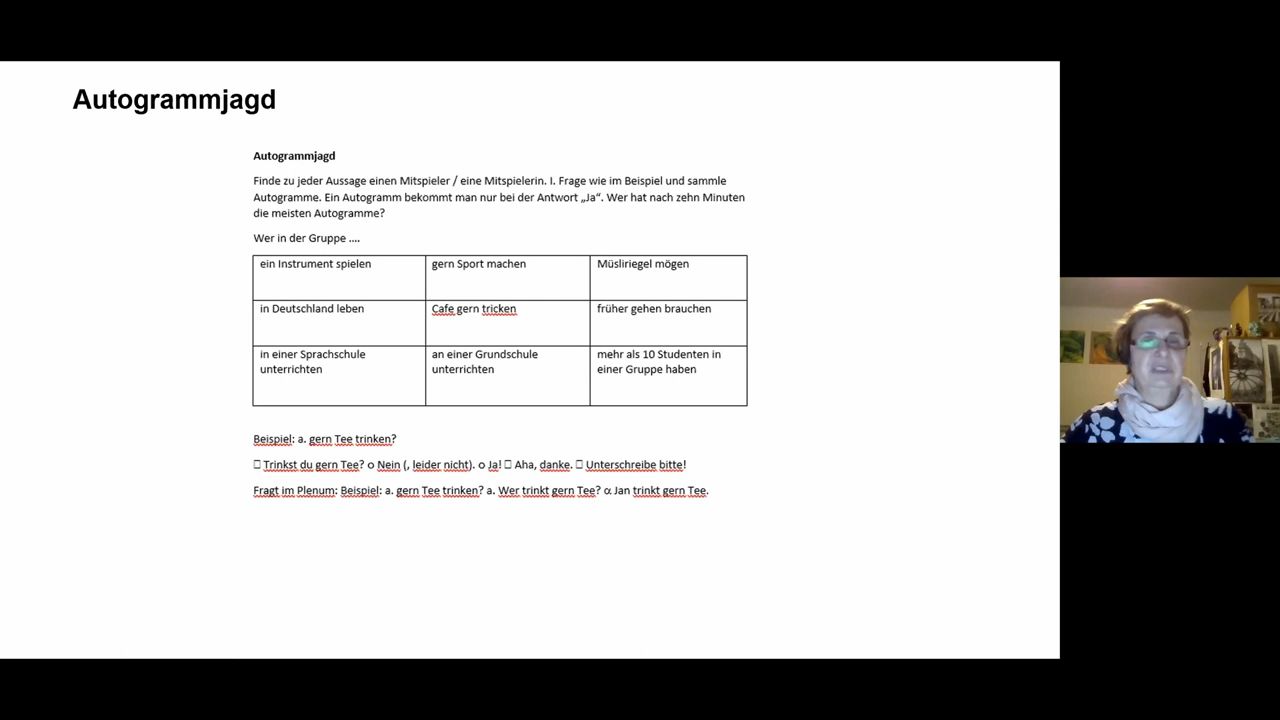 Autogrammjagd
Autogrammjagd
Finde zu jeder Aussage einen Mitspieler / eine Mitspielerin. I. Frage wie im Beispiel und sammle
Autogramme. Ein Autogramm bekommt man nur bei der Antwort „Ja“. Wer hat nach zehn Minuten
die meisten Autogramme?
Wer in der Gruppe ....
ein Instrument spielen
gern Sport machen
Müsliriegel mögen
in Deutschland leben
Cafe gern tricken
früher gehen brauchen
in einer Sprachschule
unterrichten
an einer Grundschule
unterrichten
mehr als 10 Studenten in
einer Gruppe haben
Beispiel: a. gern Tee trinken?
□ Trinkst du gern Tee? o Nein (, leider nicht). o Ja! □ Aha, danke. □ Unterschreibe bitte!
Fragt im Plenum: Beispiel: a. gern Tee trinken? a. Wer trinkt gern Tee? α Jan trinkt gern Tee.